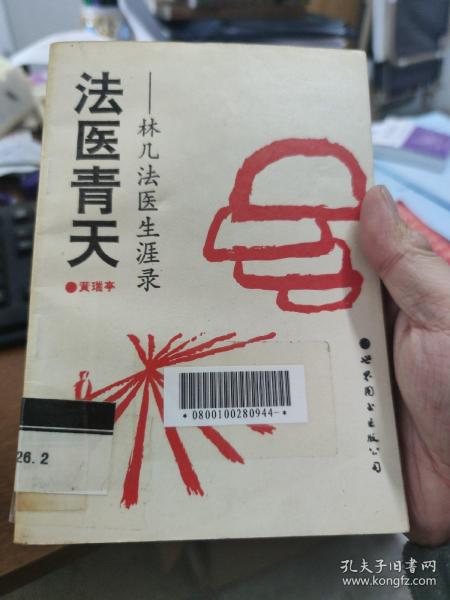 法医青天
——林几法医生涯录
●黄瑞亭
●世界图书出版公司
*0800100280944-*
26.2
孔夫子旧书网
www.kongfz.com